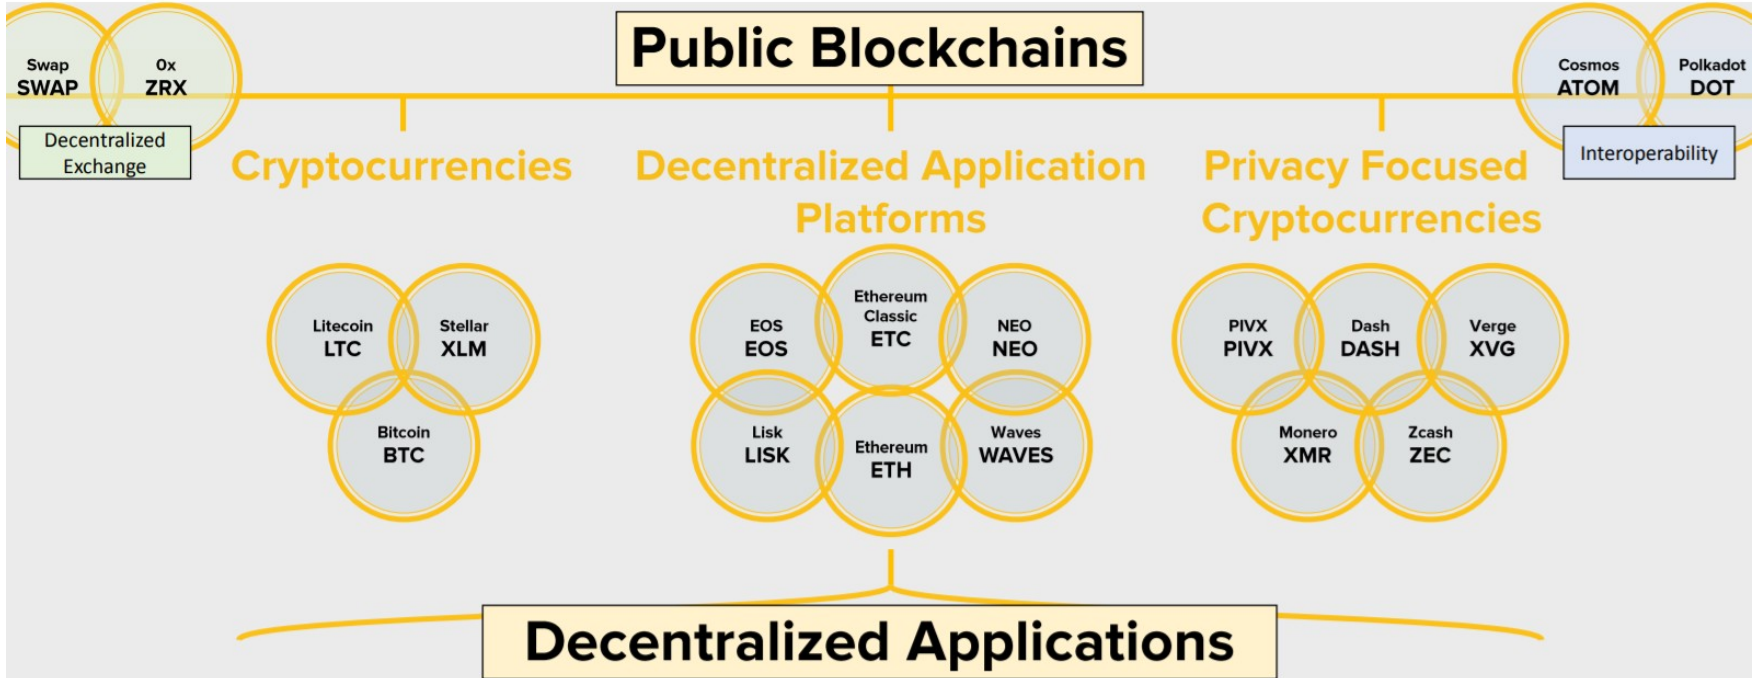 Public Blockchains
Swap
SWAP
0x
ZRX
Decentralized
Exchange
Cosmos
ATOM
Polkadot
DOT
Interoperability
Cryptocurrencies
Litecoin
LTC
Stellar
XLM
Bitcoin
BTC
Decentralized Application
Platforms
EOS
EOS
Ethereum
Classic
ETC
NEO
NEO
Lisk
LISK
Ethereum
ETH
Waves
WAVES
Privacy Focused
Cryptocurrencies
PIVX
PIVX
Dash
DASH
Verge
XVG
Monero
XMR
Zcash
ZEC
Decentralized Applications